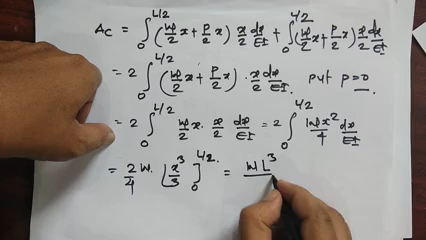 Ac = ∫₀^(L/2) (W/2 x + P/2 x) x/2 dx/EI + ∫₀^(L/2) (W/2 x + P/2 x) x/2 dx/EI
= 2 ∫₀^(L/2) (W/2 x + P/2 x) · x/2 dx/EI. put P=0.
= 2 ∫₀^(L/2) W/2 x · x/2 dx/EI = 2 ∫₀^(L/2) Wx²/4 dx/EI
= 2/4 W. [x³/3]₀^(L/2). = WL³